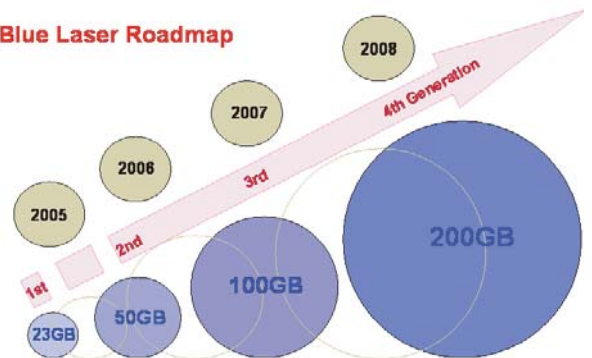 Blue Laser Roadmap
2008
4th Generation
2007
3rd
2006
2005
2nd
200GB
1st
100GB
50GB
23GB